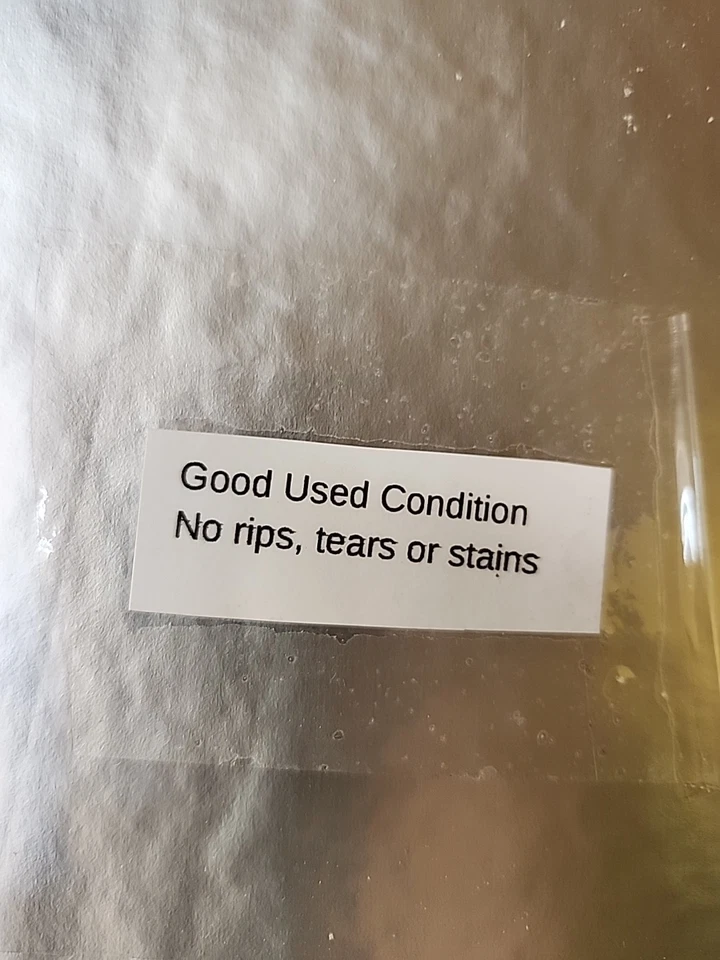 Good Used Condition
No rips, tears or stains